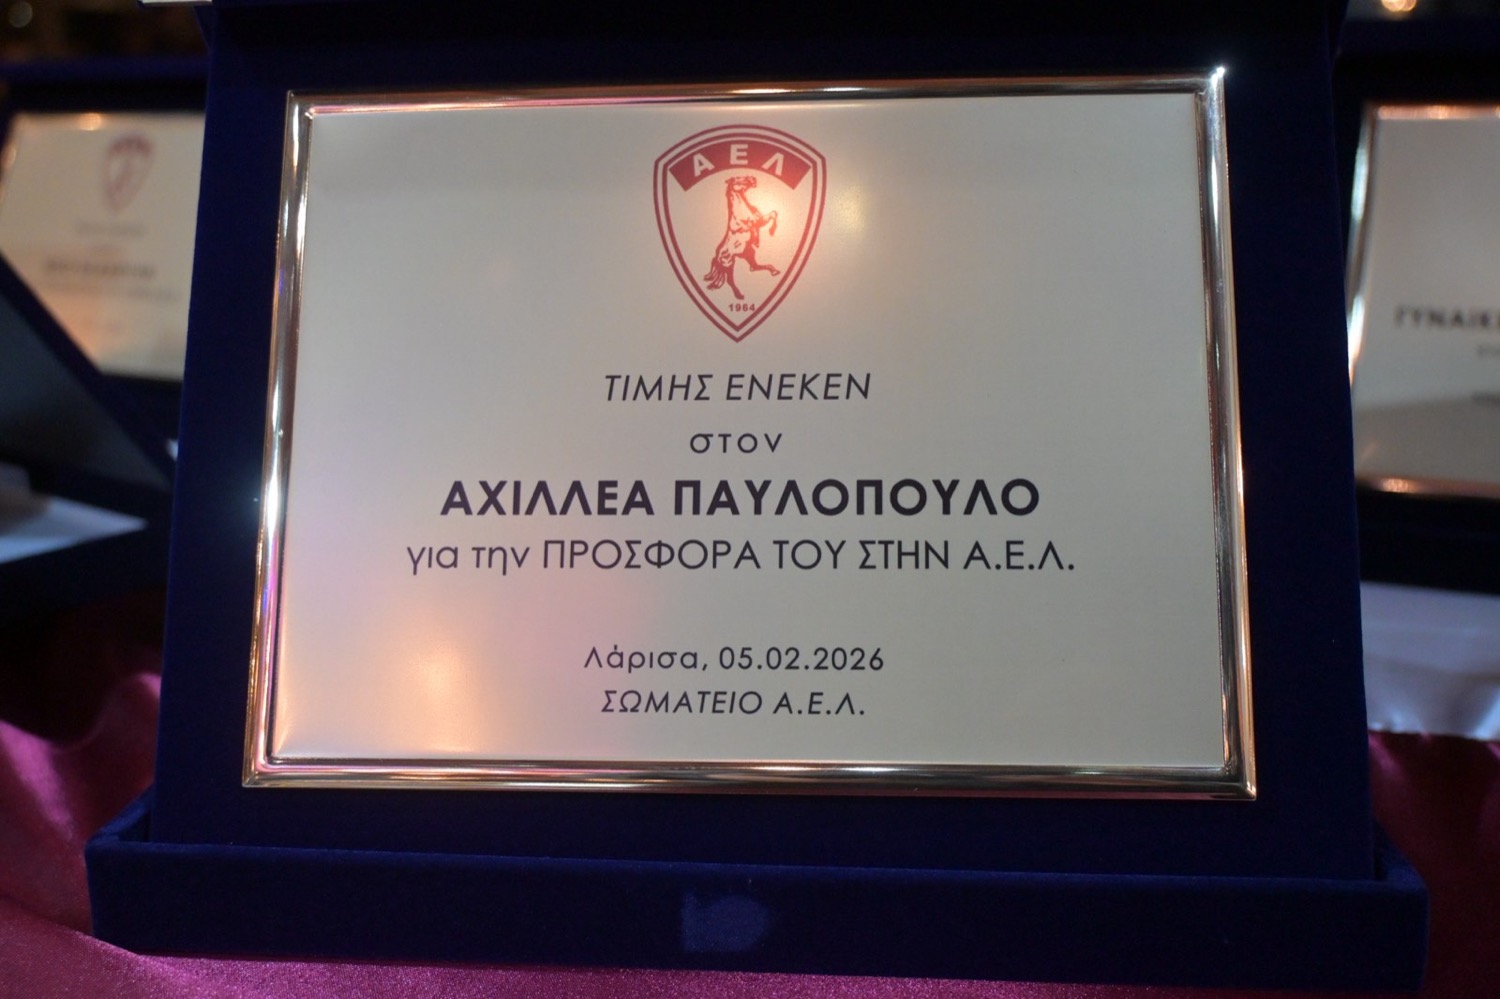 ΑΕΛ
1964
ΤΙΜΗΣ ΕΝΕΚΕΝ
στον
ΑΧΙΛΛΕΑ ΠΑΥΛΟΠΟΥΛΟ
για την ΠΡΟΣΦΟΡΑ ΤΟΥ ΣΤΗΝ Α.Ε.Λ.
Λάρισα, 05.02.2026
ΣΩΜΑΤΕΙΟ Α.Ε.Λ.